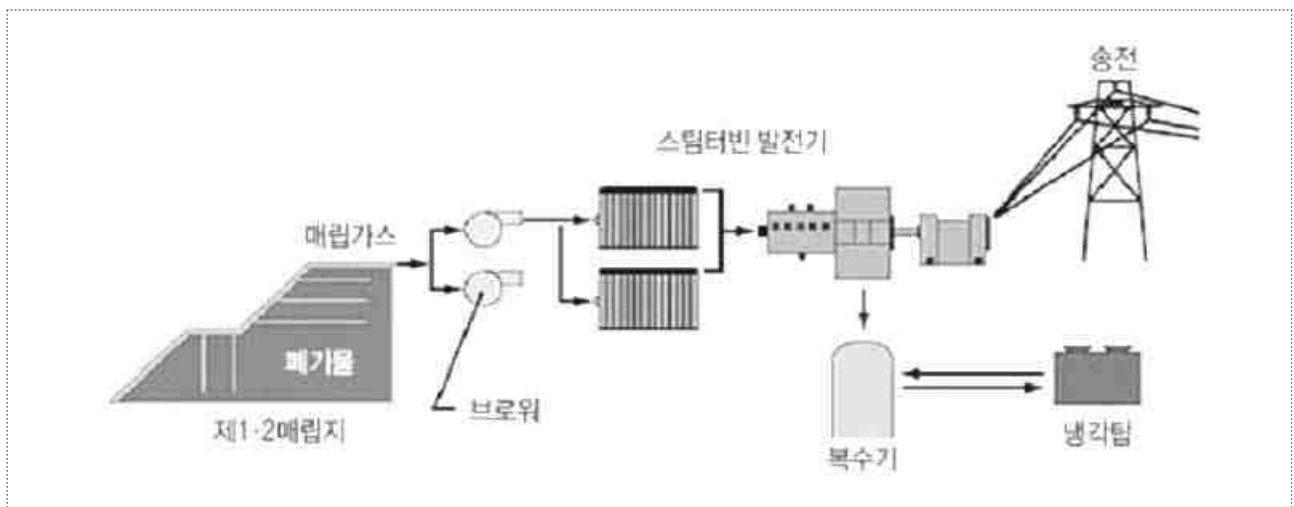 송전
스팀터빈 발전기
매립가스
폐기물
브로워
제1·2매립지
복수기
냉각탑